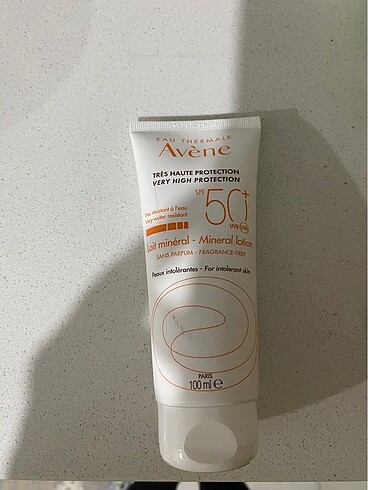 EAU THERMALE
Avène
TRÈS HAUTE PROTECTION
VERY HIGH PROTECTION
SPF 50+
UVB UVA
Très résistant à l'eau
Very water resistant
Lait minéral - Mineral lotion
SANS PARFUM - FRAGRANCE-FREE
Peaux intolérantes - For intolerant skin
PARIS
100 ml e